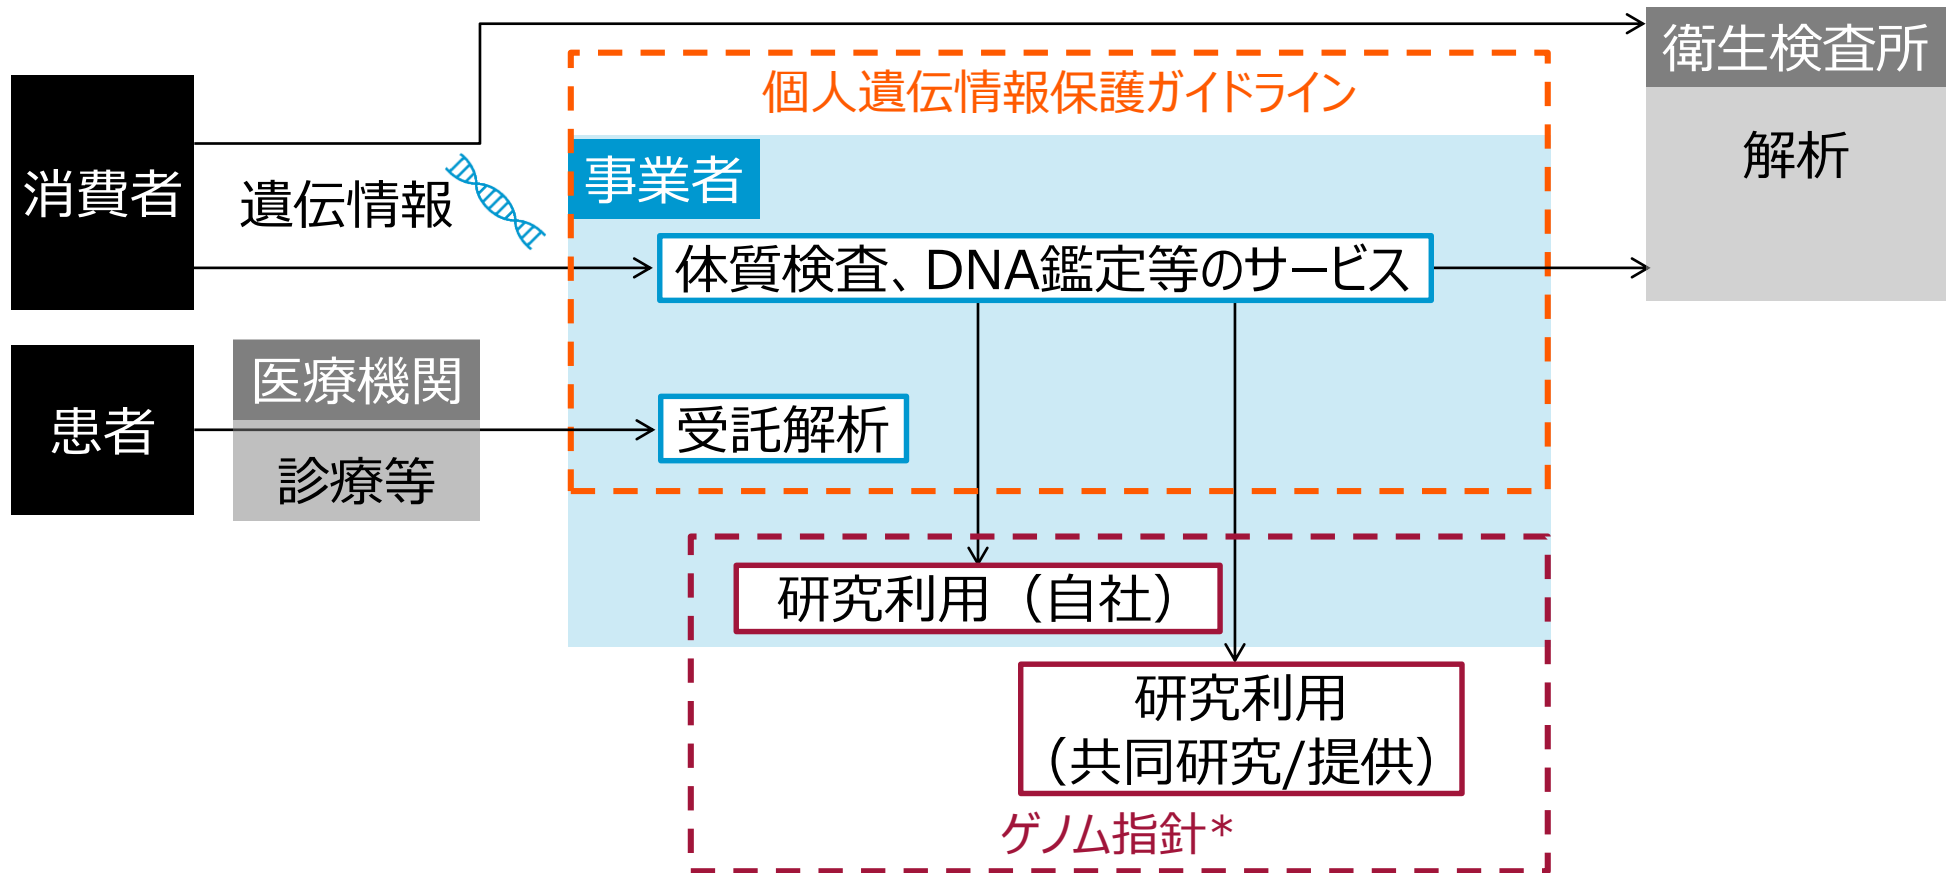 衛生検査所
個人遺伝情報保護ガイドライン
解析
消費者
遺伝情報
事業者
体質検査、DNA鑑定等のサービス
医療機関
患者
診療等
受託解析
研究利用（自社）
研究利用
（共同研究/提供）
ゲノム指針*